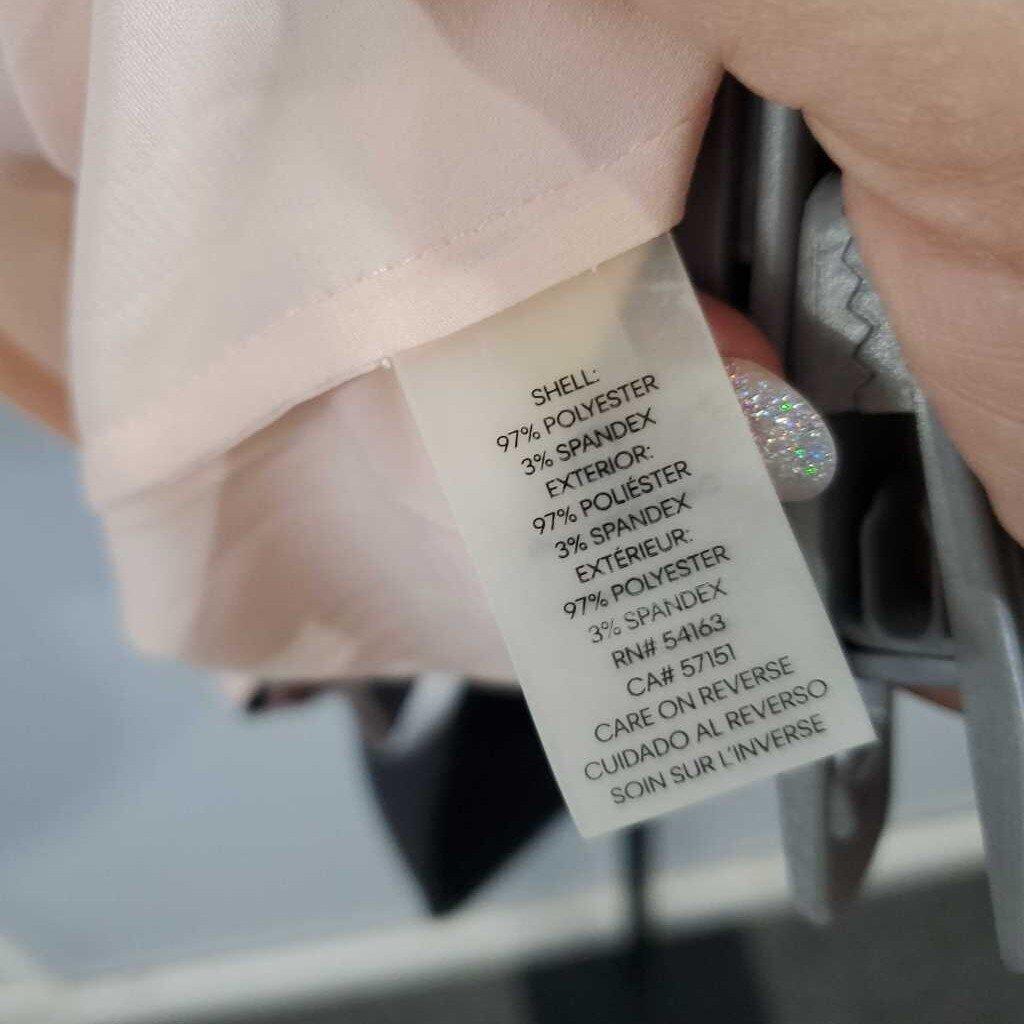 SHELL:
97% POLYESTER
3% SPANDEX
EXTERIOR:
97% POLIÉSTER
3% SPANDEX
EXTÉRIEUR:
97% POLYESTER
3% SPANDEX
RN# 54163
CA# 57151
CARE ON REVERSE
CUIDADO AL REVERSO
SOIN SUR L'INVERSE